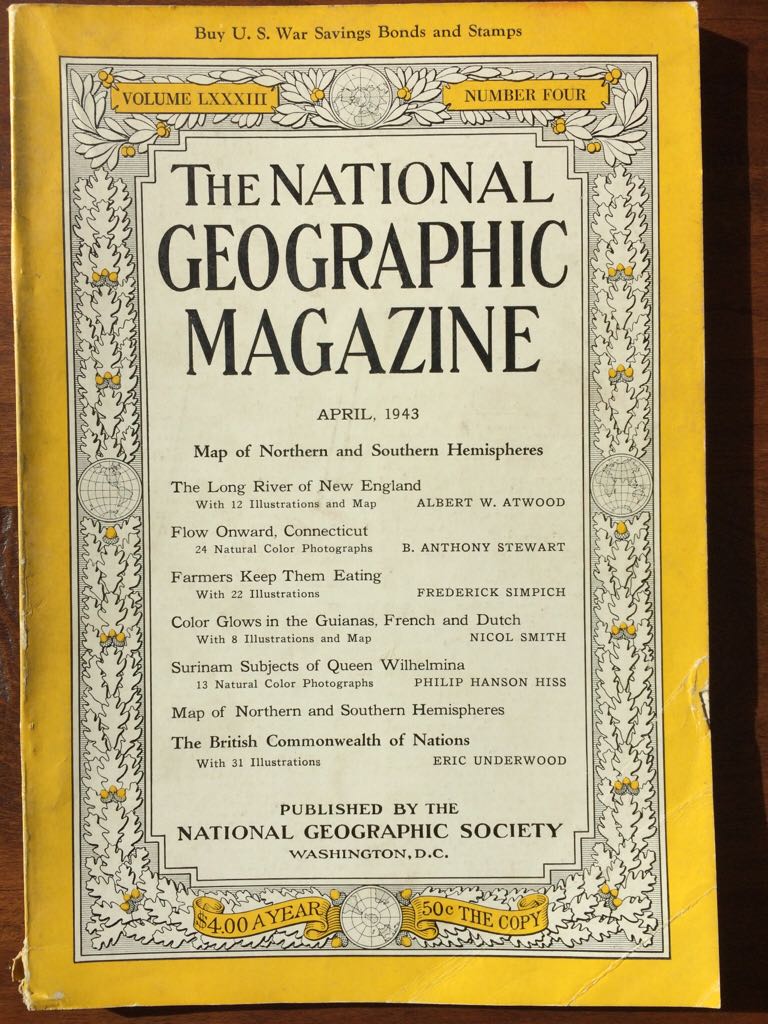 Buy U. S. War Savings Bonds and Stamps
VOLUME LXXXIII NUMBER FOUR
THE NATIONAL
GEOGRAPHIC
MAGAZINE
APRIL, 1943
Map of Northern and Southern Hemispheres
The Long River of New England
With 12 Illustrations and Map ALBERT W. ATWOOD
Flow Onward, Connecticut
24 Natural Color Photographs B. ANTHONY STEWART
Farmers Keep Them Eating
With 22 Illustrations FREDERICK SIMPICH
Color Glows in the Guianas, French and Dutch
With 8 Illustrations and Map NICOL SMITH
Surinam Subjects of Queen Wilhelmina
13 Natural Color Photographs PHILIP HANSON HISS
Map of Northern and Southern Hemispheres
The British Commonwealth of Nations
With 31 Illustrations ERIC UNDERWOOD
PUBLISHED BY THE
NATIONAL GEOGRAPHIC SOCIETY
WASHINGTON, D.C.
$4.00 A YEAR 50c THE COPY